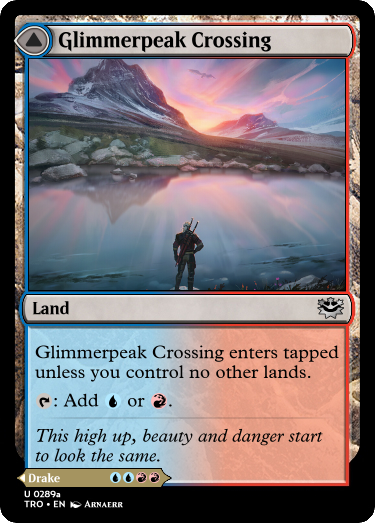 Glimmerpeak Crossing
Land
Glimmerpeak Crossing enters tapped
unless you control no other lands.
: Add or .
This high up, beauty and danger start
to look the same.
Drake
U 0289a
TRO • EN Arnaerr